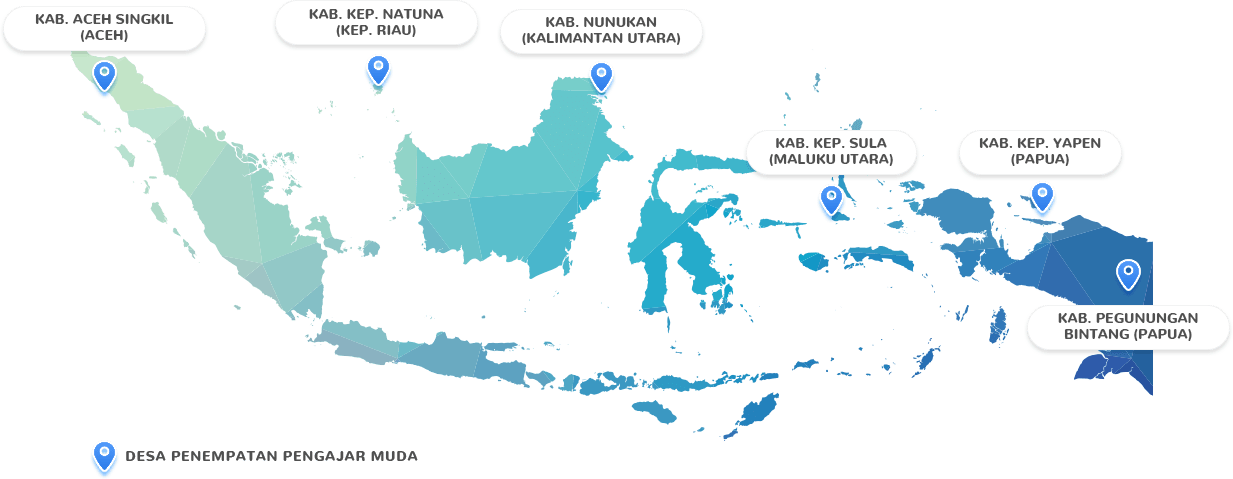 KAB. ACEH SINGKIL
(ACEH)
KAB. KEP. NATUNA
(KEP. RIAU)
KAB. NUNUKAN
(KALIMANTAN UTARA)
KAB. KEP. SULA
(MALUKU UTARA)
KAB. KEP. YAPEN
(PAPUA)
KAB. PEGUNUNGAN
BINTANG (PAPUA)
DESA PENEMPATAN PENGAJAR MUDA